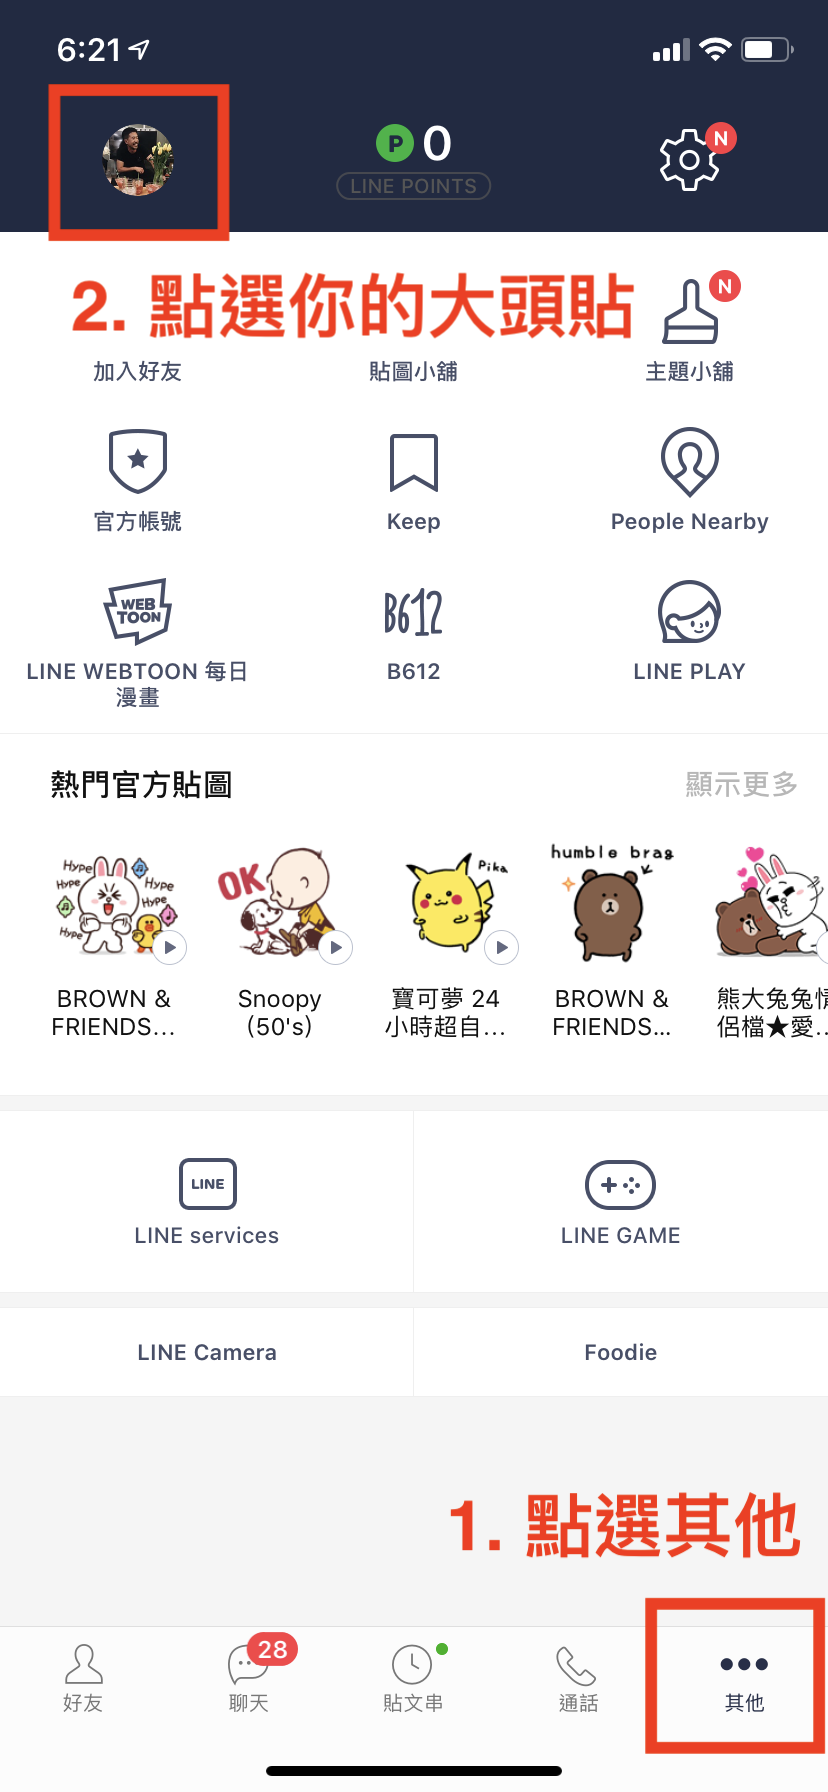 6:21
P 0
N
LINE POINTS
2. 點選你的大頭貼
N
加入好友
貼圖小舖
主題小舖
官方帳號
Keep
People Nearby
WEB
TOON
B612
LINE WEBTOON 每日
漫畫
B612
LINE PLAY
熱門官方貼圖
顯示更多
Hype
Hype
Hype
Hype
Hype
OK
Pika
humble brag
BROWN &
FRIENDS...
Snoopy
(50's)
寶可夢 24
小時超自...
BROWN &
FRIENDS...
熊大兔兔情
侶檔★愛...
LINE
LINE services
LINE GAME
LINE Camera
Foodie
1. 點選其他
28
好友
聊天
貼文串
通話
其他